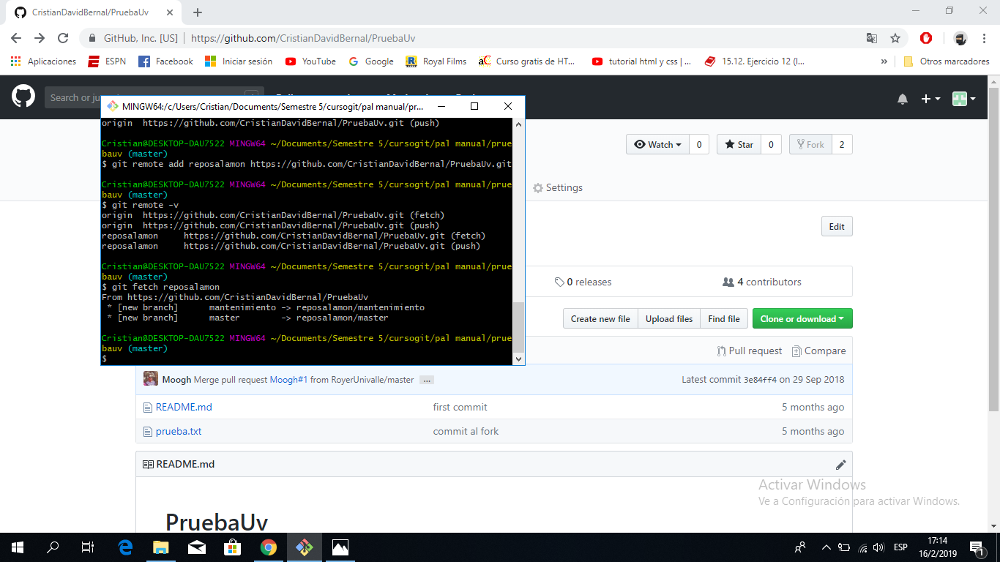 CristianDavidBernal/PruebaUv
GitHub, Inc. [US] | https://github.com/CristianDavidBernal/PruebaUv
Aplicaciones ESPN Facebook Iniciar sesión YouTube Google Royal Films Curso gratis de HT... tutorial html y css | ... 15.12. Ejercicio 12 (I... » Otros marcadores
Search or ju
MINGW64:/c/Users/Cristian/Documents/Semestre 5/cursogit/pal manual/pr...
origin https://github.com/CristianDavidBernal/PruebaUv.git (push)
Cristian@DESKTOP-DAU7522 MINGW64 ~/Documents/Semestre 5/cursogit/pal manual/prue
bauv (master)
$ git remote add reposalamon https://github.com/CristianDavidBernal/PruebaUv.git
Cristian@DESKTOP-DAU7522 MINGW64 ~/Documents/Semestre 5/cursogit/pal manual/prue
bauv (master)
$ git remote -v
origin https://github.com/CristianDavidBernal/PruebaUv.git (fetch)
origin https://github.com/CristianDavidBernal/PruebaUv.git (push)
reposalamon https://github.com/CristianDavidBernal/PruebaUv.git (fetch)
reposalamon https://github.com/CristianDavidBernal/PruebaUv.git (push)
Cristian@DESKTOP-DAU7522 MINGW64 ~/Documents/Semestre 5/cursogit/pal manual/prue
bauv (master)
$ git fetch reposalamon
From https://github.com/CristianDavidBernal/PruebaUv
* [new branch] mantenimiento -> reposalamon/mantenimiento
* [new branch] master -> reposalamon/master
Cristian@DESKTOP-DAU7522 MINGW64 ~/Documents/Semestre 5/cursogit/pal manual/prue
bauv (master)
$
Watch 0 Star 0 Fork 2
Settings
Edit
0 releases 4 contributors
Create new file Upload files Find file Clone or download
Pull request Compare
Moogh Merge pull request Moogh#1 from RoyerUnivalle/master ... Latest commit 3e84ff4 on 29 Sep 2018
README.md first commit 5 months ago
prueba.txt commit al fork 5 months ago
README.md
PruebaUv
Activar Windows
Ve a Configuración para activar Windows.
ESP 17:14
16/2/2019
1